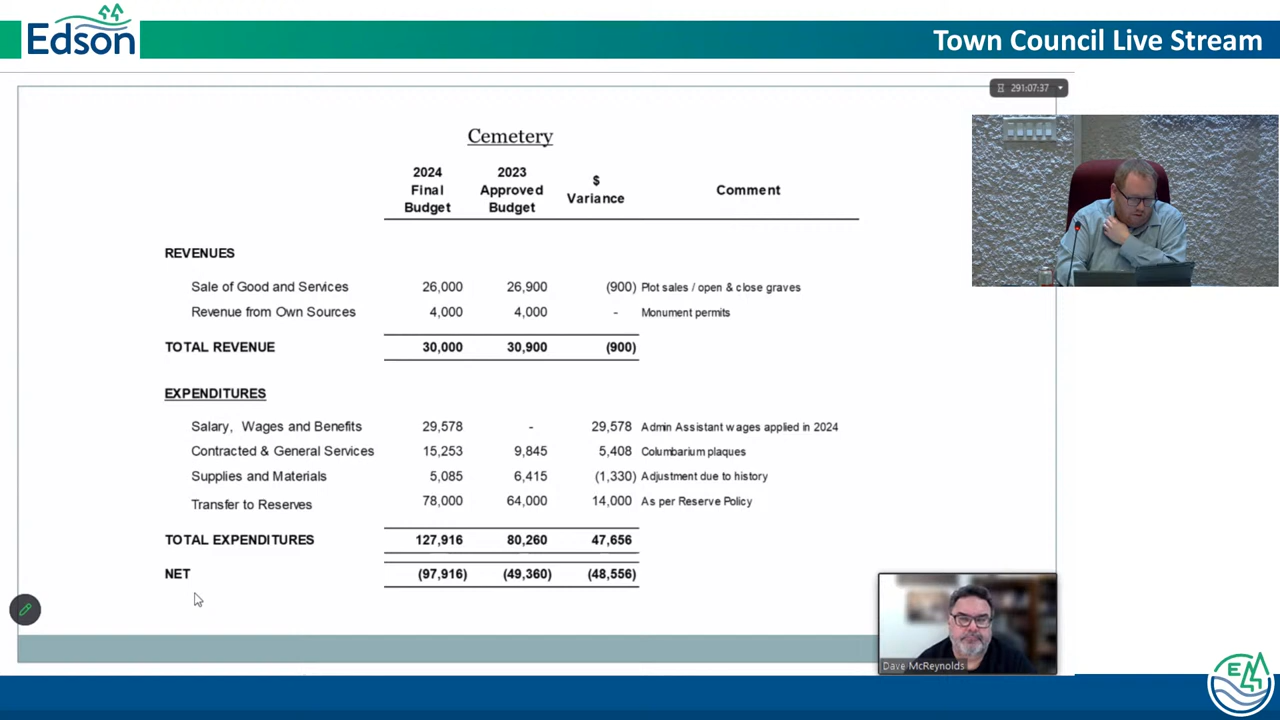 Edson
Town Council Live Stream
291:07:37
Cemetery
2024 Final Budget
2023 Approved Budget
$ Variance
Comment
REVENUES
Sale of Good and Services 26,000 26,900 (900) Plot sales / open & close graves
Revenue from Own Sources 4,000 4,000 - Monument permits
TOTAL REVENUE 30,000 30,900 (900)
EXPENDITURES
Salary, Wages and Benefits 29,578 - 29,578 Admin Assistant wages applied in 2024
Contracted & General Services 15,253 9,845 5,408 Columbarium plaques
Supplies and Materials 5,085 6,415 (1,330) Adjustment due to history
Transfer to Reserves 78,000 64,000 14,000 As per Reserve Policy
TOTAL EXPENDITURES 127,916 80,260 47,656
NET (97,916) (49,360) (48,556)
Dave McReynolds